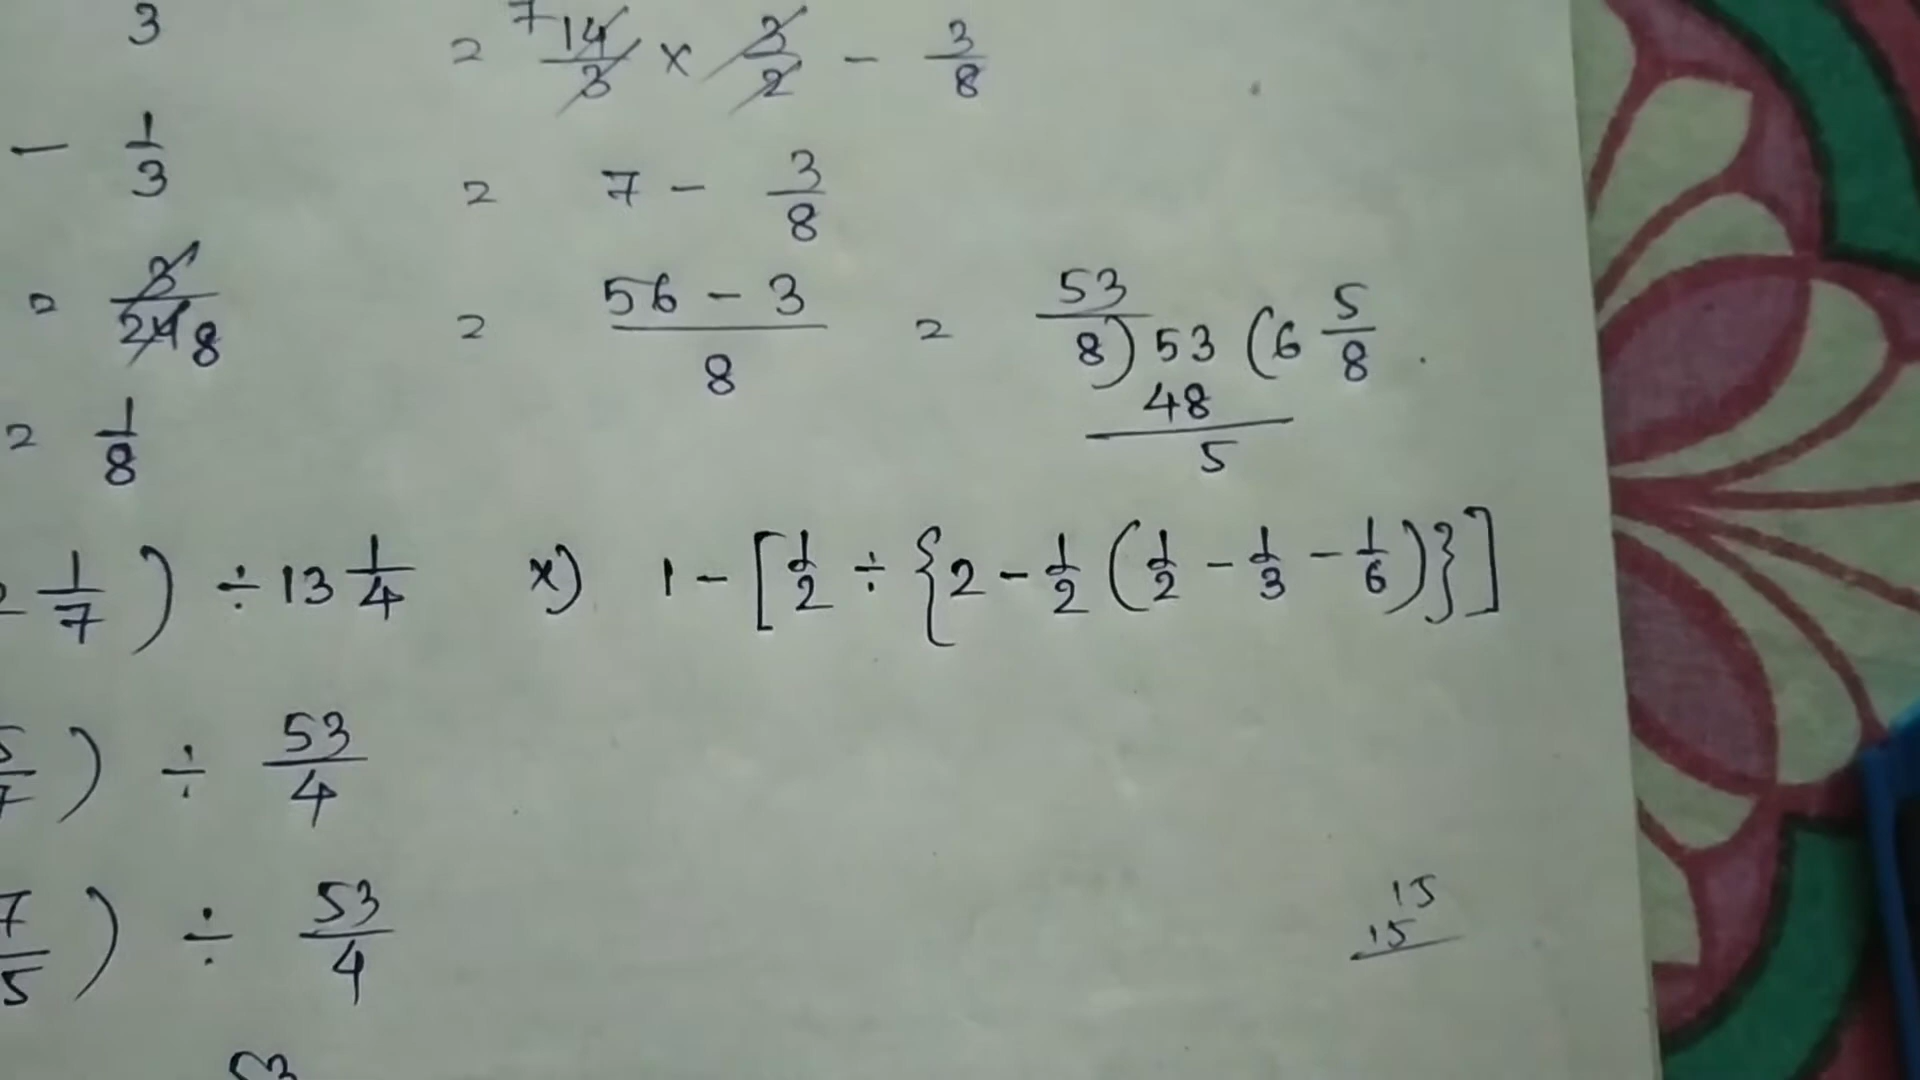 3
= 7 14/3 × 3/2 - 3/8
- 1/3
= 7 - 3/8
= 3/24 8
= 56 - 3/8 = 53/8) 53 (6 5/8 .
48
5
= 1/8
1/7 ) ÷ 13 1/4
x) 1 - [1/2 ÷ {2 - 1/2 (1/2 - 1/3 - 1/6)}]
) ÷ 53/4
7/5 ) ÷ 53/4
15
15
53